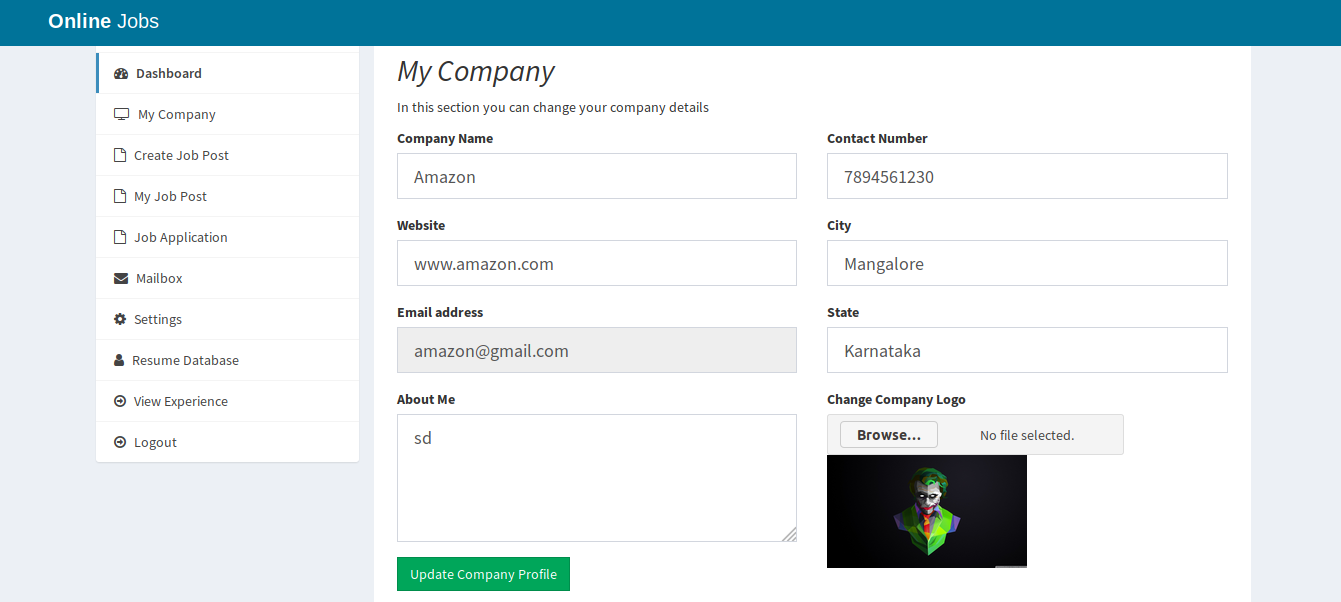 Online Jobs
Dashboard
My Company
Create Job Post
My Job Post
Job Application
Mailbox
Settings
Resume Database
View Experience
Logout
My Company
In this section you can change your company details
Company Name
Amazon
Website
www.amazon.com
Email address
amazon@gmail.com
About Me
sd
Update Company Profile
Contact Number
7894561230
City
Mangalore
State
Karnataka
Change Company Logo
Browse... No file selected.